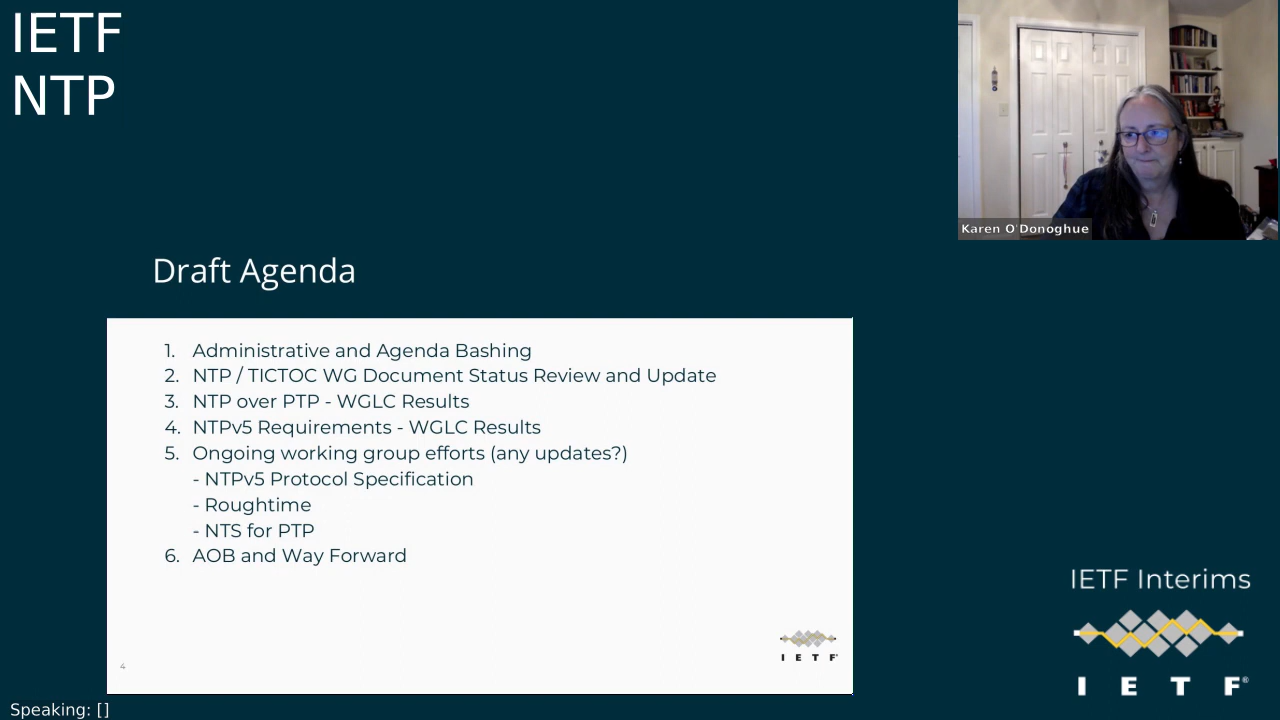 IETF
NTP
Karen O'Donoghue
Draft Agenda
1. Administrative and Agenda Bashing
2. NTP / TICTOC WG Document Status Review and Update
3. NTP over PTP - WGLC Results
4. NTPv5 Requirements - WGLC Results
5. Ongoing working group efforts (any updates?)
- NTPv5 Protocol Specification
- Roughtime
- NTS for PTP
6. AOB and Way Forward
4
I E T F®
IETF Interims
I E T F®
Speaking: []